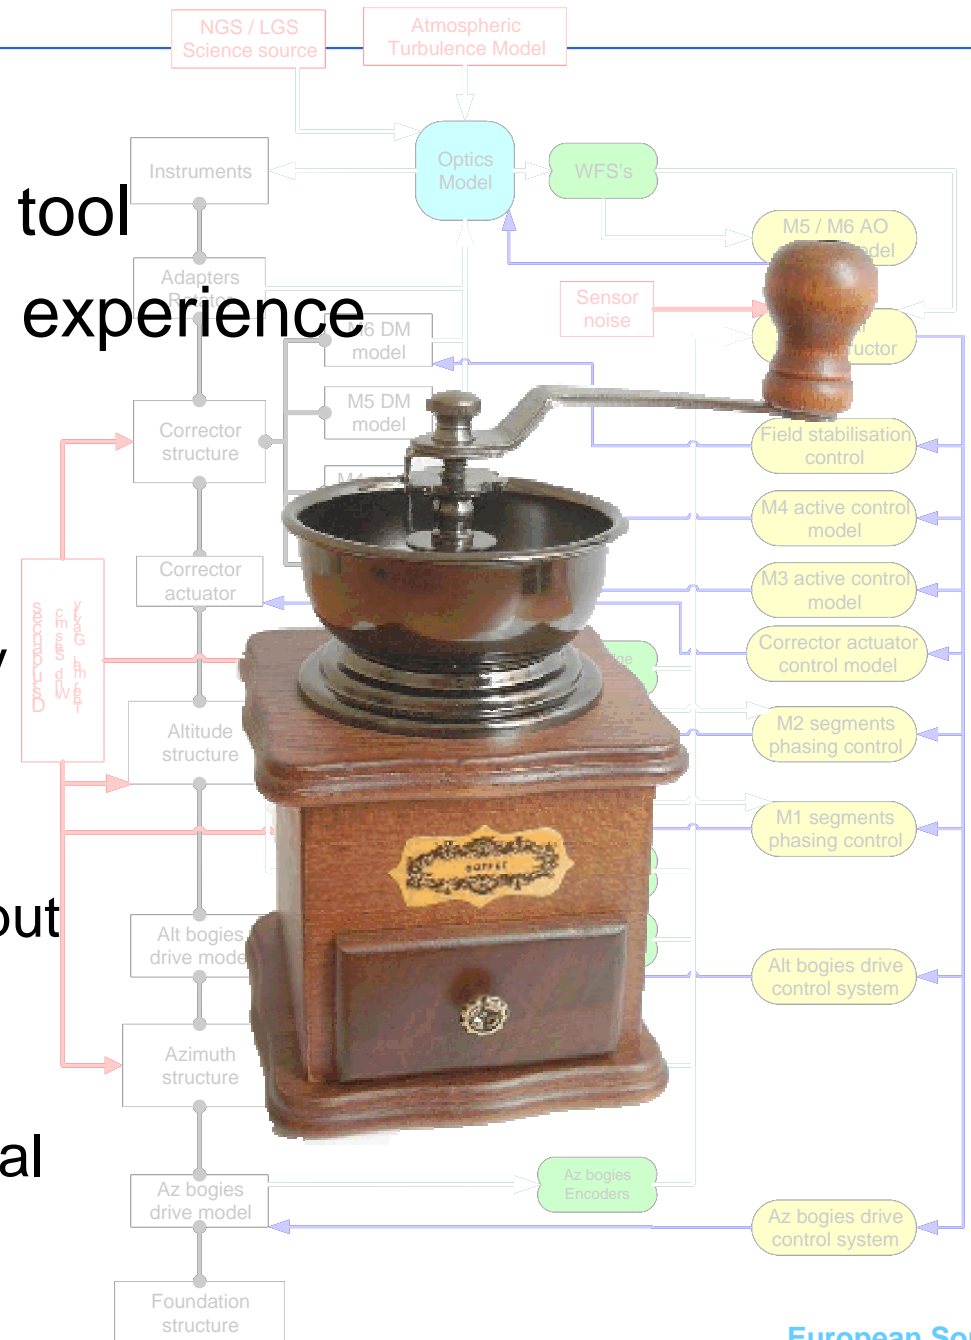 NGS / LGS
Science source
Atmospheric
Turbulence Model
Instruments
Optics
Model
WFS's
tool
M5 / M6 AO
Adapters
experience
Sensor
noise
M6 DM
model
M5 DM
model
Corrector
structure
Field stabilisation
control
M4 active control
model
Corrector
actuator
M3 active control
model
Corrector actuator
control model
Altitude
structure
M2 segments
phasing control
M1 segments
phasing control
out
Alt bogies
drive model
Alt bogies drive
control system
Azimuth
structure
al
Az bogies
drive model
Az bogies
Encoders
Az bogies drive
control system
Foundation
structure
European